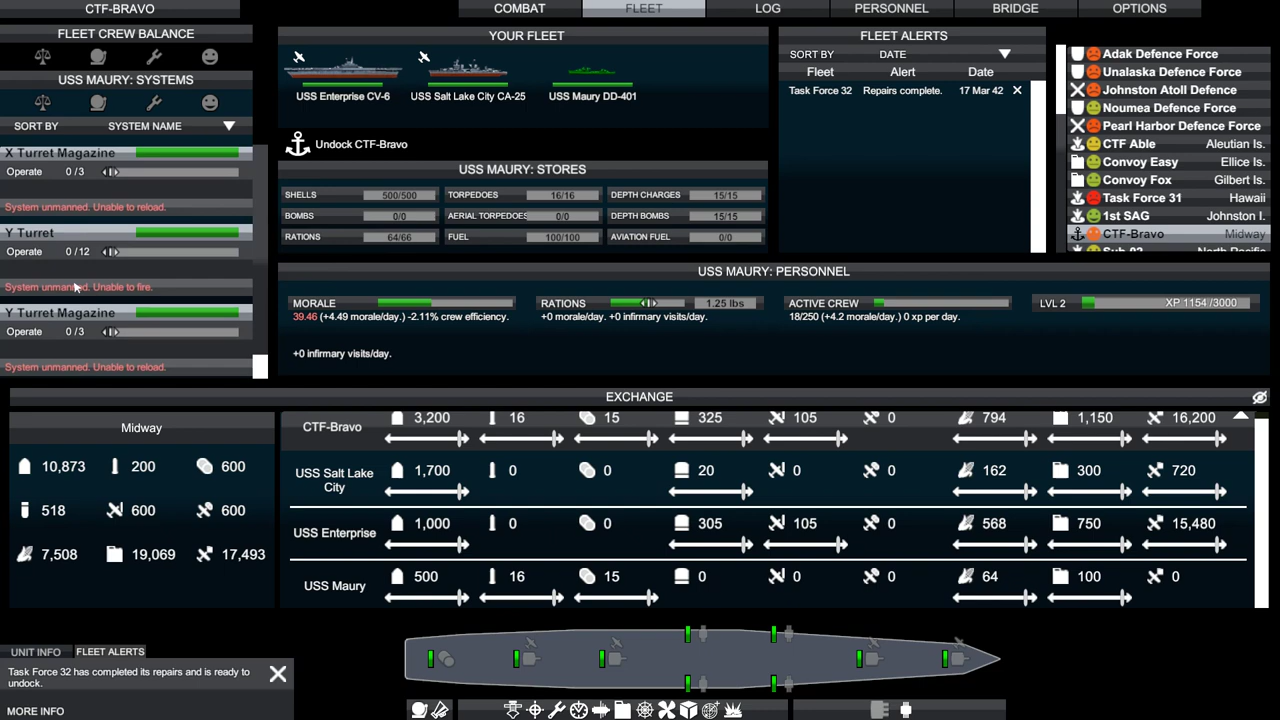 CTF-BRAVO
COMBAT
FLEET
LOG
PERSONNEL
BRIDGE
OPTIONS
FLEET CREW BALANCE
USS MAURY: SYSTEMS
SORT BY
SYSTEM NAME
X Turret Magazine
Operate 0 /3
System unmanned. Unable to reload.
Y Turret
Operate 0 /12
System unmanned. Unable to fire.
Y Turret Magazine
Operate 0 /3
System unmanned. Unable to reload.
YOUR FLEET
USS Enterprise CV-6
USS Salt Lake City CA-25
USS Maury DD-401
Undock CTF-Bravo
USS MAURY: STORES
SHELLS 500/500 TORPEDOES 16/16 DEPTH CHARGES 15/15
BOMBS 0/0 AERIAL TORPEDOES 0/0 DEPTH BOMBS 15/15
RATIONS 64/66 FUEL 100/100 AVIATION FUEL 0/0
FLEET ALERTS
SORT BY DATE
Fleet Alert Date
Task Force 32 Repairs complete. 17 Mar 42
Adak Defence Force
Unalaska Defence Force
Johnston Atoll Defence
Noumea Defence Force
Pearl Harbor Defence Force
CTF Able Aleutian Is.
Convoy Easy Ellice Is.
Convoy Fox Gilbert Is.
Task Force 31 Hawaii
1st SAG Johnston I.
CTF-Bravo Midway
Sub 02 North Pacific
USS MAURY: PERSONNEL
MORALE
39.46 (+4.49 morale/day.) -2.11% crew efficiency.
+0 infirmary visits/day.
RATIONS 1.25 lbs
+0 morale/day. +0 infirmary visits/day.
ACTIVE CREW
18/250 (+4.2 morale/day.) 0 xp per day.
LVL 2 XP 1154 /3000
EXCHANGE
Midway
10,873 200 600
518 600 600
7,508 19,069 17,493
CTF-Bravo 3,200 16 15 325 105 0 794 1,150 16,200
USS Salt Lake City 1,700 0 0 20 0 0 162 300 720
USS Enterprise 1,000 0 0 305 105 0 568 750 15,480
USS Maury 500 16 15 0 0 0 64 100 0
UNIT INFO
FLEET ALERTS
Task Force 32 has completed its repairs and is ready to
undock.
MORE INFO